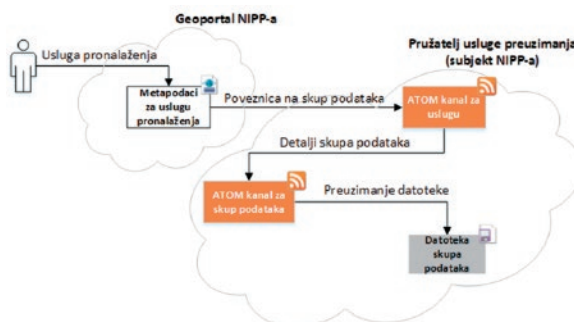 Geoportal NIPP-a
Pružatelj usluge preuzimanja
(subjekt NIPP-a)
Usluga pronalaženja
Metapodaci
za uslugu
pronalaženja
Poveznica na skup podataka
ATOM kanal za
uslugu
Detalji skupa podataka
ATOM kanal za
skup podataka
Preuzimanje datoteke
Datoteka
skupa
podataka